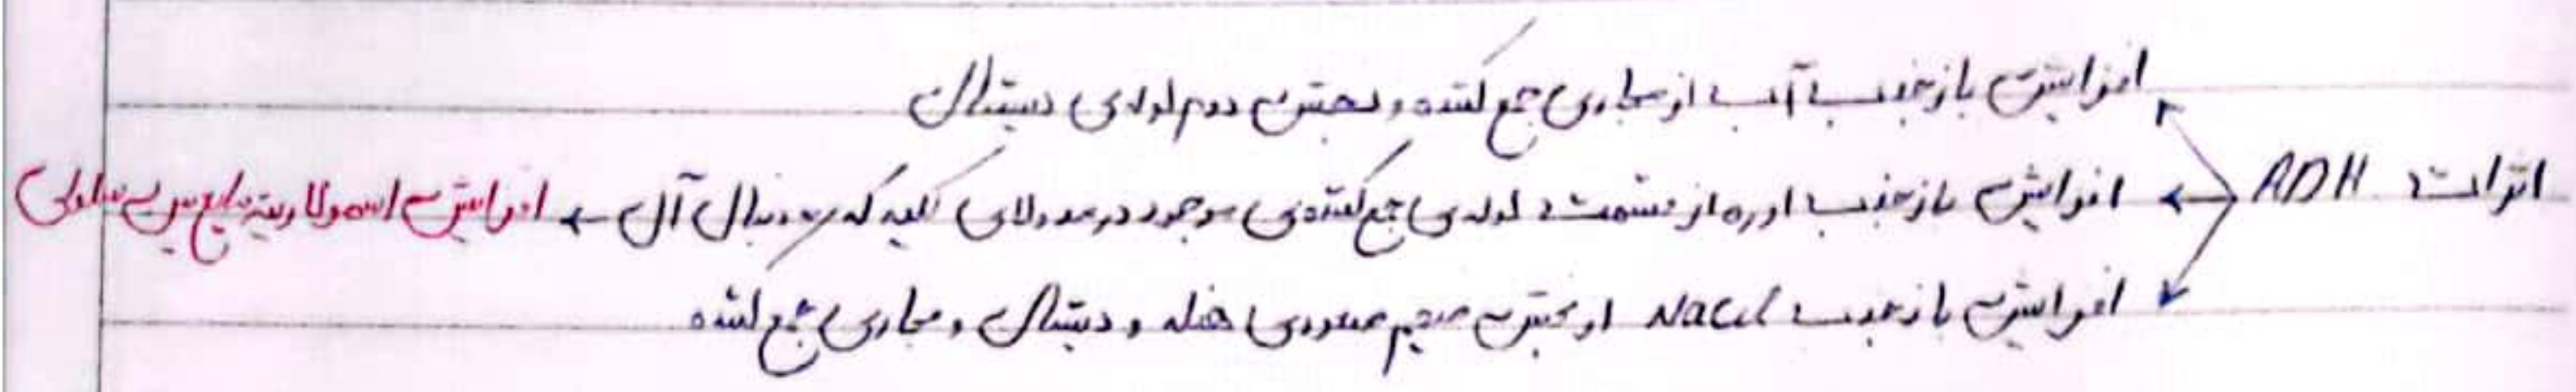 افزایش بازجذب آب از مجاری جمع کننده و بخش دوم لوله‌ی دیستال
اثرات ADH افزایش بازجذب اوره از قسمت لوله‌ی جمع کننده‌ی موجود در مدولای کلیه که به دنبال آن ← افزایش اسمولاریته مایع بین سلولی
افزایش بازجذب NaCl از بخش ضخیم صعودی هنله و دیستال و مجاری جمع کننده